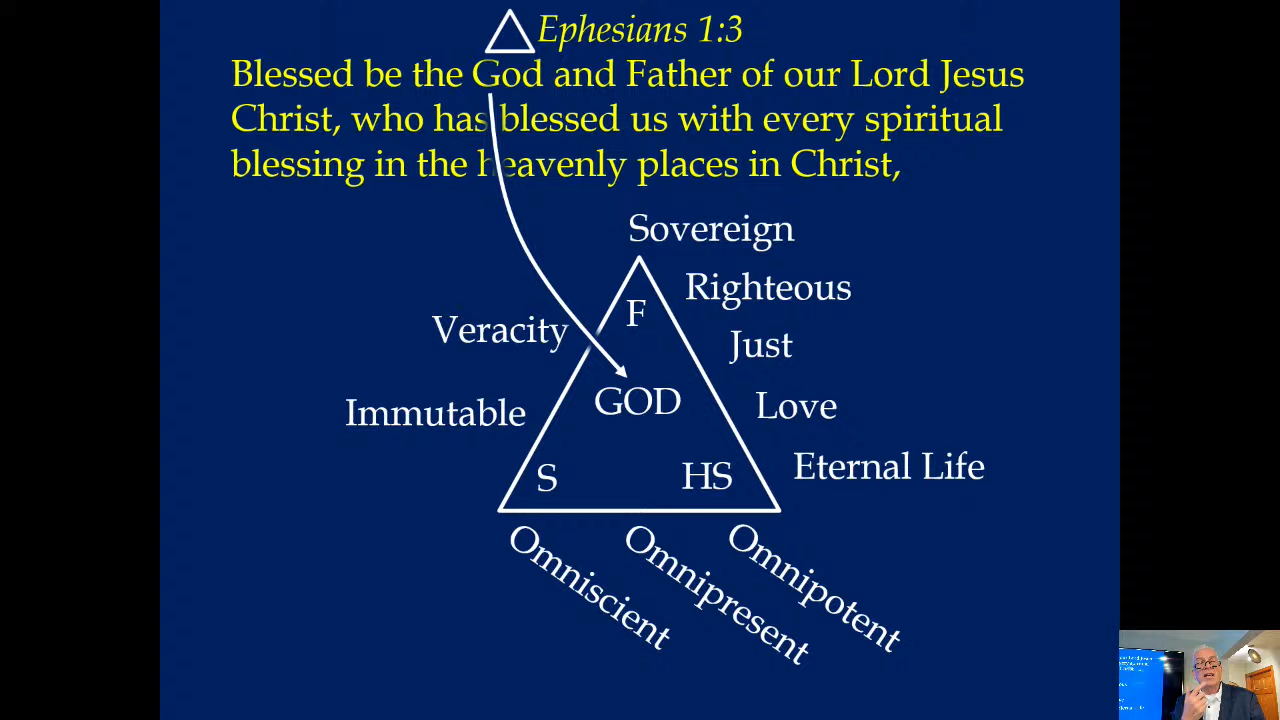 Ephesians 1:3
Blessed be the God and Father of our Lord Jesus
Christ, who has blessed us with every spiritual
blessing in the heavenly places in Christ,
Sovereign
Righteous
F
Veracity
Just
GOD
Love
Immutable
Eternal Life
S
HS
Omniscient
Omnipresent
Omnipotent